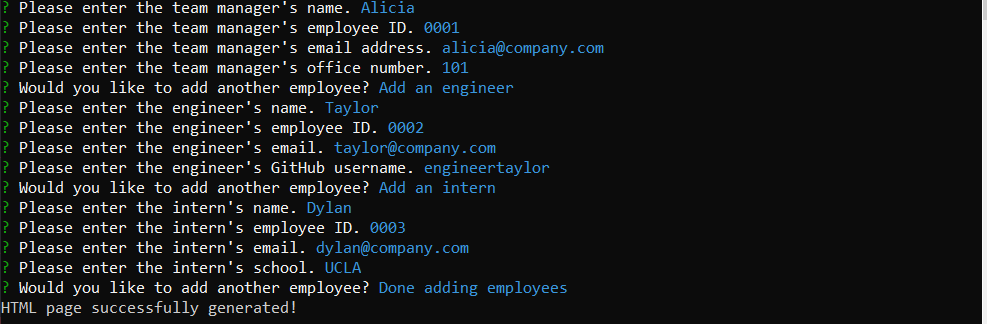 ? Please enter the team manager's name. Alicia
? Please enter the team manager's employee ID. 0001
? Please enter the team manager's email address. alicia@company.com
? Please enter the team manager's office number. 101
? Would you like to add another employee? Add an engineer
? Please enter the engineer's name. Taylor
? Please enter the engineer's employee ID. 0002
? Please enter the engineer's email. taylor@company.com
? Please enter the engineer's GitHub username. engineertaylor
? Would you like to add another employee? Add an intern
? Please enter the intern's name. Dylan
? Please enter the intern's employee ID. 0003
? Please enter the intern's email. dylan@company.com
? Please enter the intern's school. UCLA
? Would you like to add another employee? Done adding employees
HTML page successfully generated!